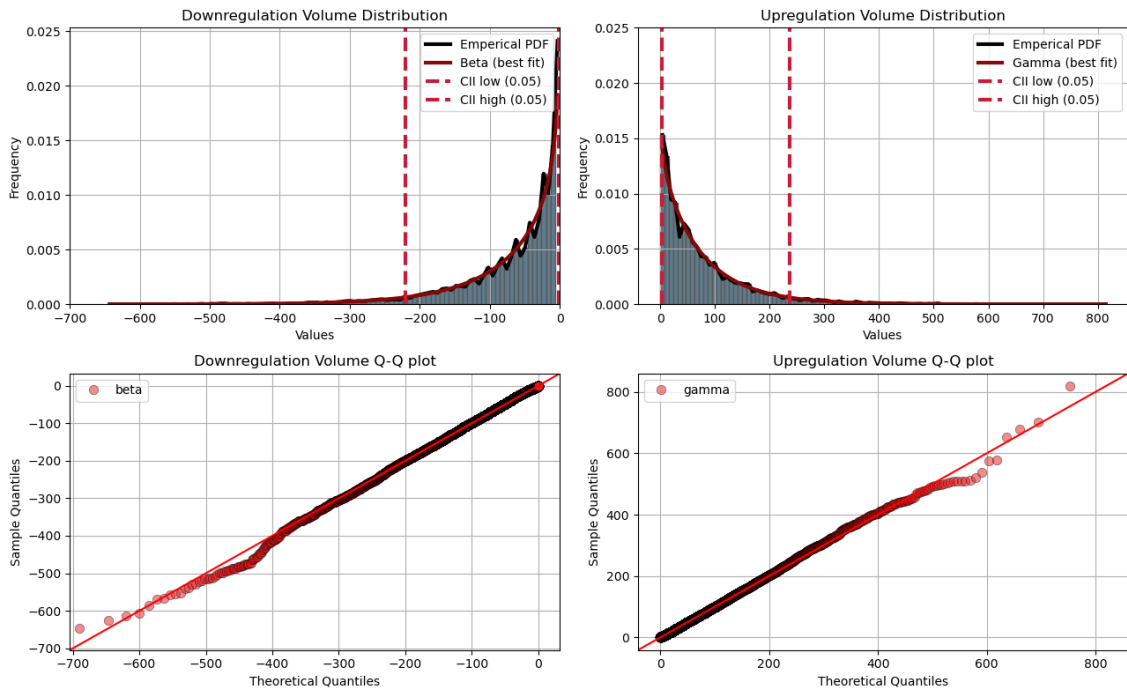 Downregulation Volume Distribution
0.025
0.020
0.015
0.010
0.005
0.000
Frequency
Emperical PDF
Beta (best fit)
CII low (0.05)
CII high (0.05)
−700
−600
−500
−400
−300
−200
−100
0
Values
Upregulation Volume Distribution
0.025
0.020
0.015
0.010
0.005
0.000
Frequency
Emperical PDF
Gamma (best fit)
CII low (0.05)
CII high (0.05)
0
100
200
300
400
500
600
700
800
Values
Downregulation Volume Q-Q plot
0
−100
−200
−300
−400
−500
−600
−700
Sample Quantiles
beta
−700
−600
−500
−400
−300
−200
−100
0
Theoretical Quantiles
Upregulation Volume Q-Q plot
800
600
400
200
0
Sample Quantiles
gamma
0
200
400
600
800
Theoretical Quantiles